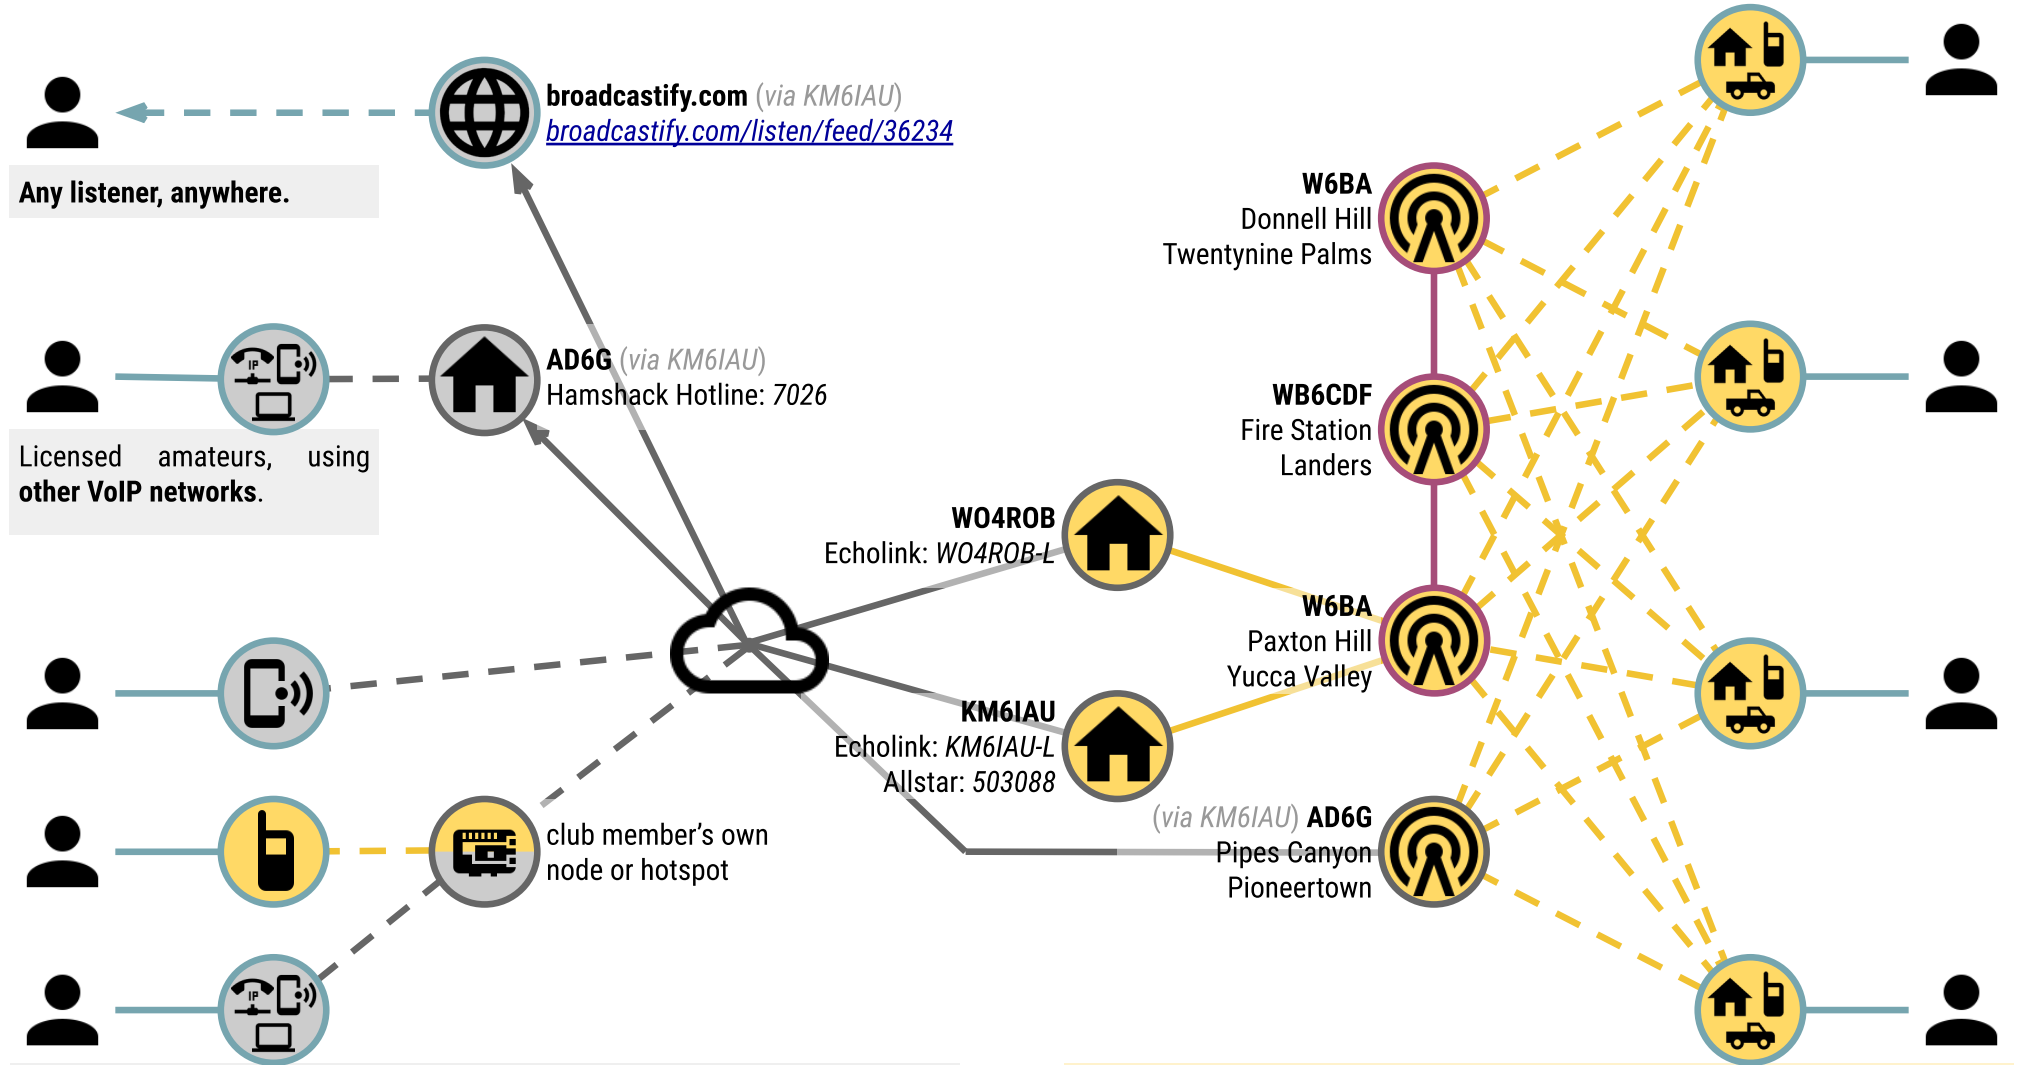 broadcastify.com (via KM6IAU)
broadcastify.com/listen/feed/36234
Any listener, anywhere.
AD6G (via KM6IAU)
Hamshack Hotline: 7026
IP
Licensed amateurs, using
other VoIP networks.
club member’s own
node or hotspot
IP
WO4ROB
Echolink: WO4ROB-L
KM6IAU
Echolink: KM6IAU-L
Allstar: 503088
W6BA
Donnell Hill
Twentynine Palms
WB6CDF
Fire Station
Landers
W6BA
Paxton Hill
Yucca Valley
(via KM6IAU) AD6G
Pipes Canyon
Pioneertown